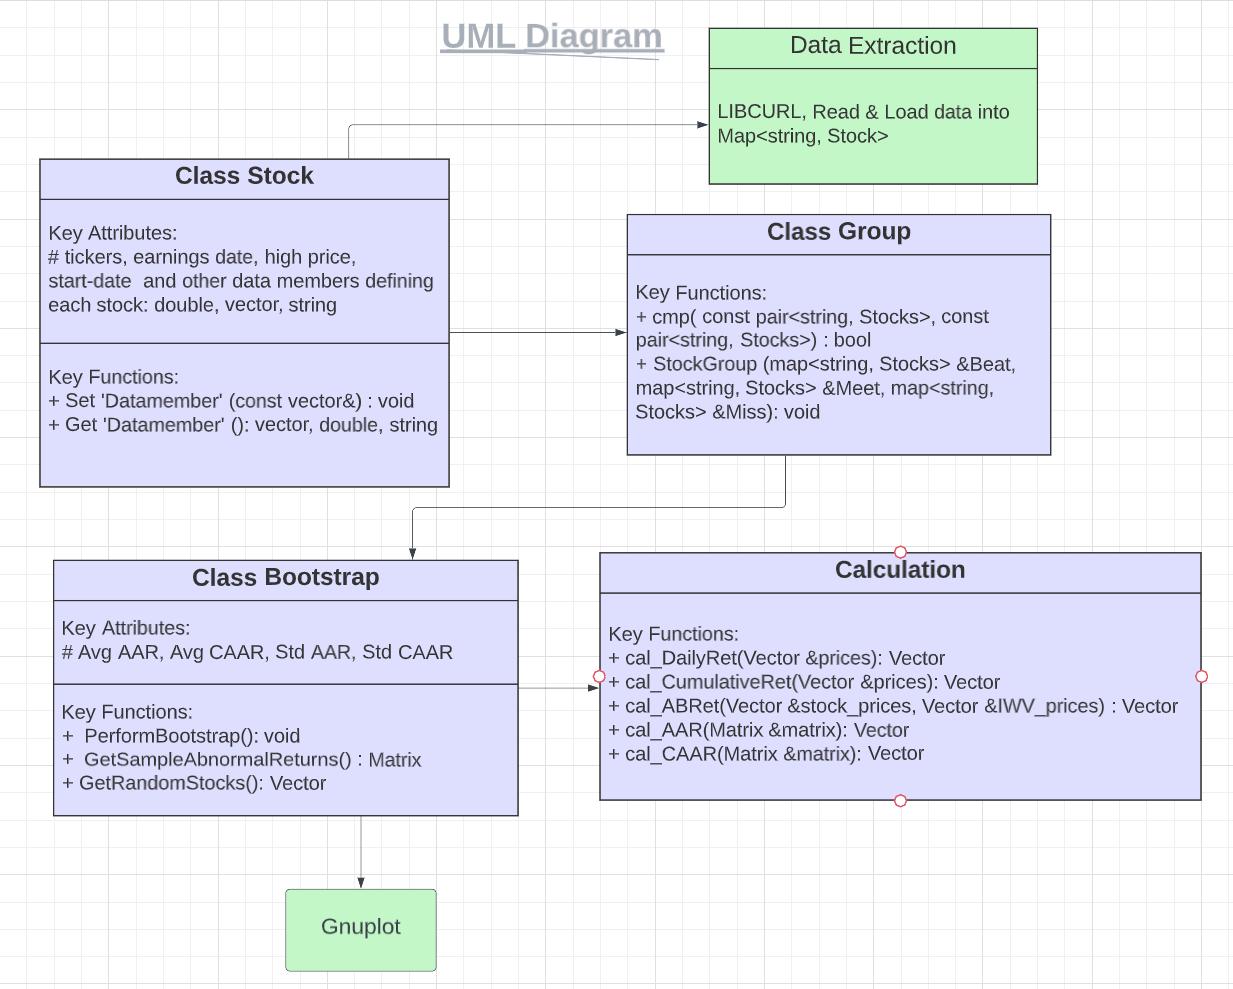 UML Diagram
Data Extraction
LIBCURL, Read & Load data into
Map<string, Stock>
Class Stock
Key Attributes:
# tickers, earnings date, high price,
start-date  and other data members defining
each stock: double, vector, string
Key Functions:
+ Set 'Datamember' (const vector&) : void
+ Get 'Datamember' (): vector, double, string
Class Group
Key Functions:
+ cmp( const pair<string, Stocks>, const
pair<string, Stocks>) : bool
+ StockGroup (map<string, Stocks> &Beat,
map<string, Stocks> &Meet, map<string,
Stocks> &Miss): void
Class Bootstrap
Key Attributes:
# Avg AAR, Avg CAAR, Std AAR, Std CAAR
Key Functions:
+  PerformBootstrap(): void
+  GetSampleAbnormalReturns() : Matrix
+ GetRandomStocks(): Vector
Calculation
Key Functions:
+ cal_DailyRet(Vector &prices): Vector
+ cal_CumulativeRet(Vector &prices): Vector
+ cal_ABRet(Vector &stock_prices, Vector &IWV_prices) : Vector
+ cal_AAR(Matrix &matrix): Vector
+ cal_CAAR(Matrix &matrix): Vector
Gnuplot